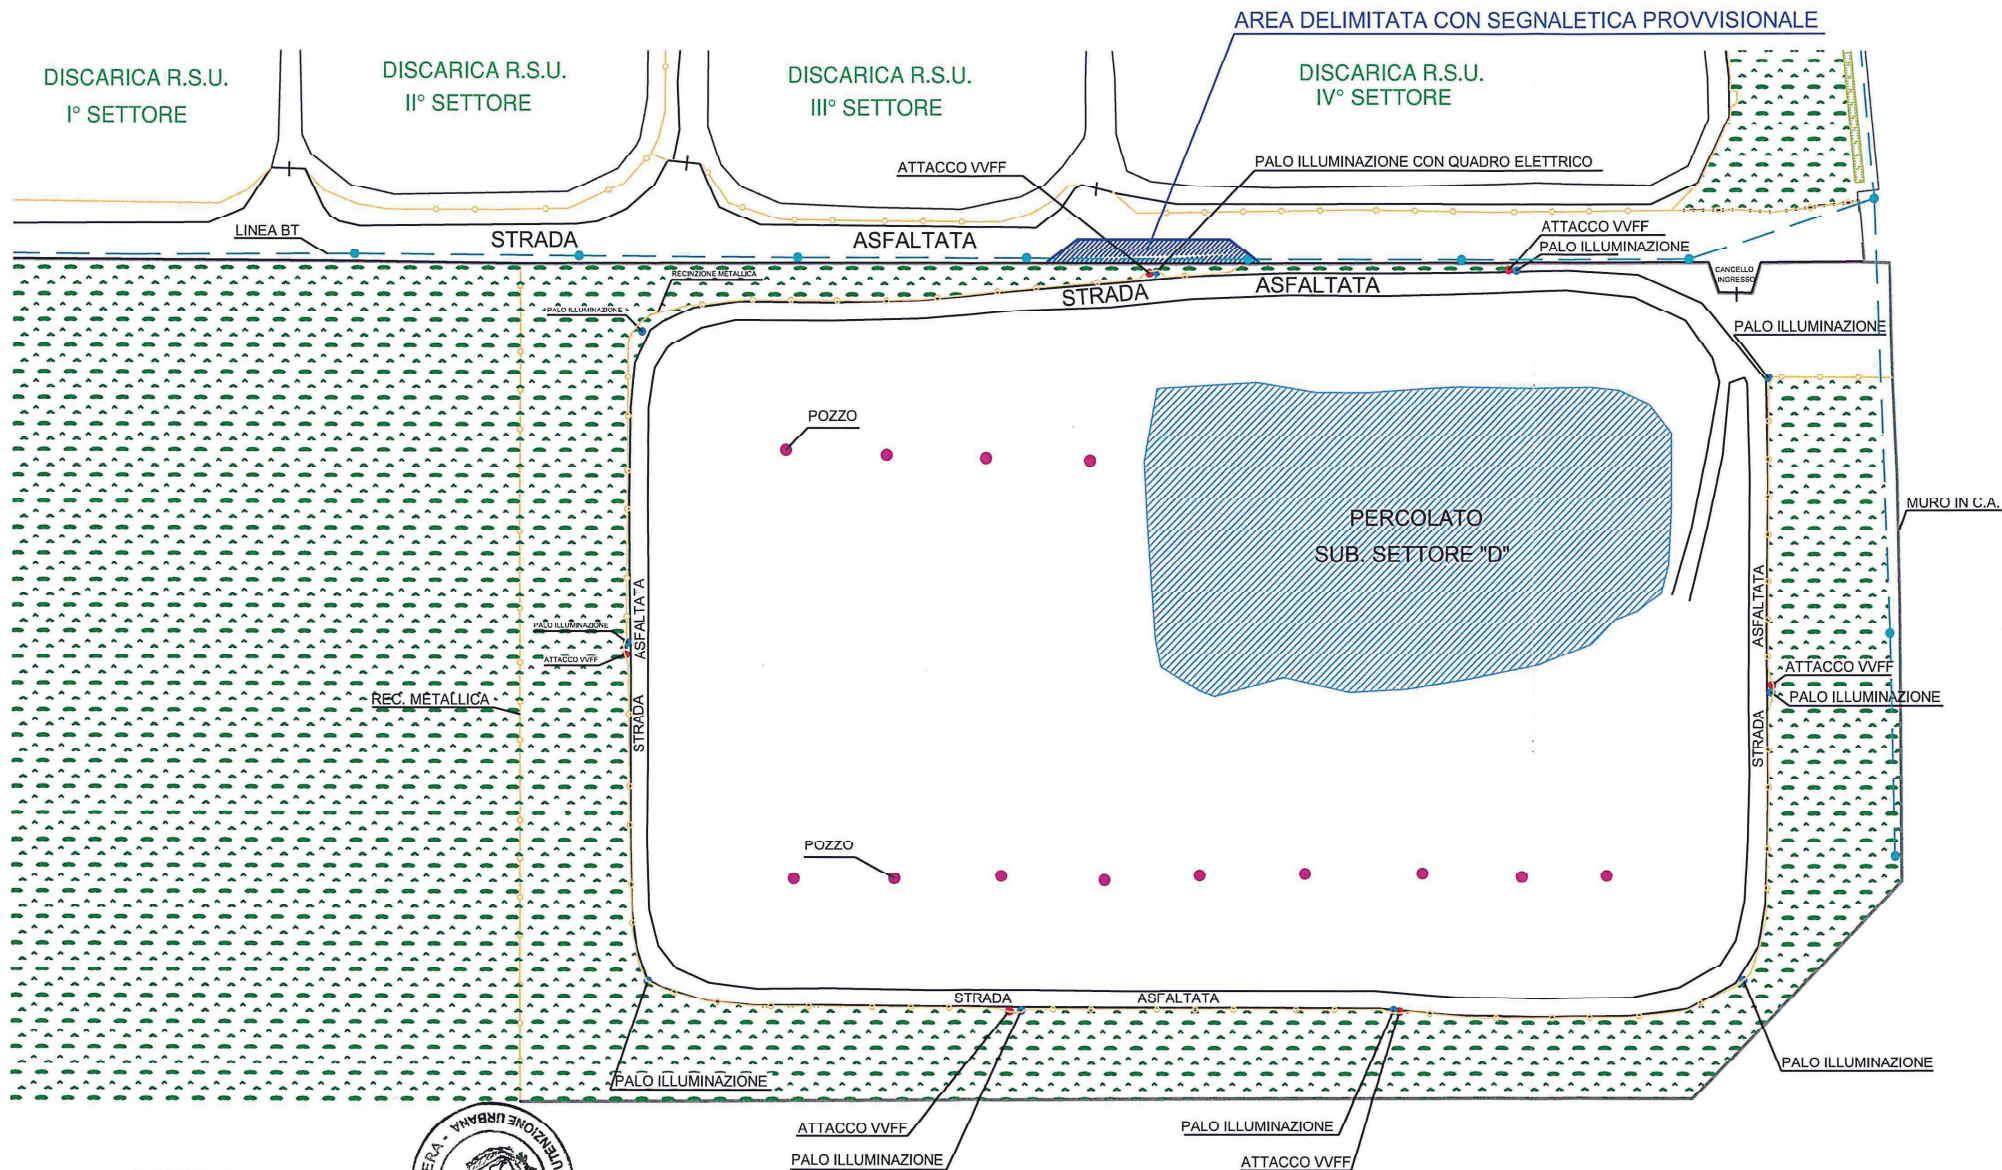 AREA DELIMITATA CON SEGNALETICA PROVVISIONALE
DISCARICA R.S.U.
I° SETTORE
DISCARICA R.S.U.
II° SETTORE
DISCARICA R.S.U.
III° SETTORE
DISCARICA R.S.U.
IV° SETTORE
ATTACCO VVFF
PALO ILLUMINAZIONE CON QUADRO ELETTRICO
LINEA BT
STRADA
ASFALTATA
ATTACCO VVFF
PALO ILLUMINAZIONE
RECINZIONE METALLICA
CANCELLO
INGRESSO
STRADA
ASFALTATA
PALO ILLUMINAZIONE
PALO ILLUMINAZIONE
POZZO
MURO IN C.A.
PERCOLATO
SUB. SETTORE "D"
ASFALTATA
STRADA
PALO ILLUMINAZIONE
ATTACCO VVFF
REC. METALLICA
ASFALTATA
STRADA
ATTACCO VVFF
PALO ILLUMINAZIONE
POZZO
STRADA
ASFALTATA
PALO ILLUMINAZIONE
PALO ILLUMINAZIONE
ATTACCO VVFF
PALO ILLUMINAZIONE
PALO ILLUMINAZIONE
ATTACCO VVFF
URBANA